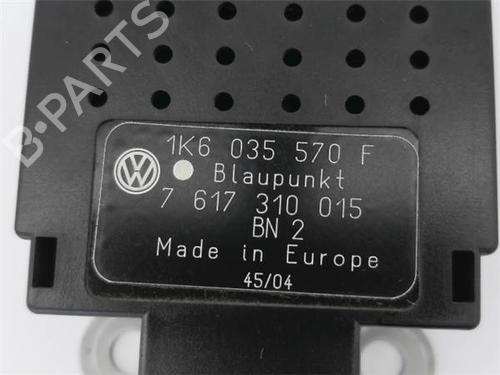 B-PARTS
1K6 035 570 F
Blaupunkt
7 617 310 015
BN 2
Made in Europe
45/04